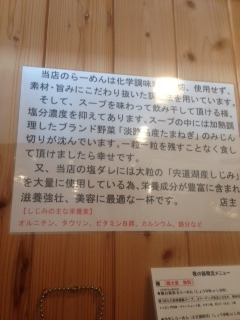 当店のらーめんは化学調味 切、使用せず、
素材・旨みにこだわり抜いた調 法を用いています。
そして、スープを味わって飲み干して頂ける様、
塩分濃度を抑えてあります。スープの中には加熱調
理したブランド野菜「淡路島産たまねぎ」のみじん
切りが沈んでいます。一粒一粒を残すことなく食し
て頂けましたら幸せです。
又、当店の塩ダレには大粒の「宍道湖産しじみ」
を大量に使用している為、栄養成分が豊富に含まれ
滋養強壮、美容に最適な一杯です。
店主
【しじみの主な栄養素】
オルニチン、タウリン、ビタミンB群、カルシウム、鉄分など
夜の器限定メニュー